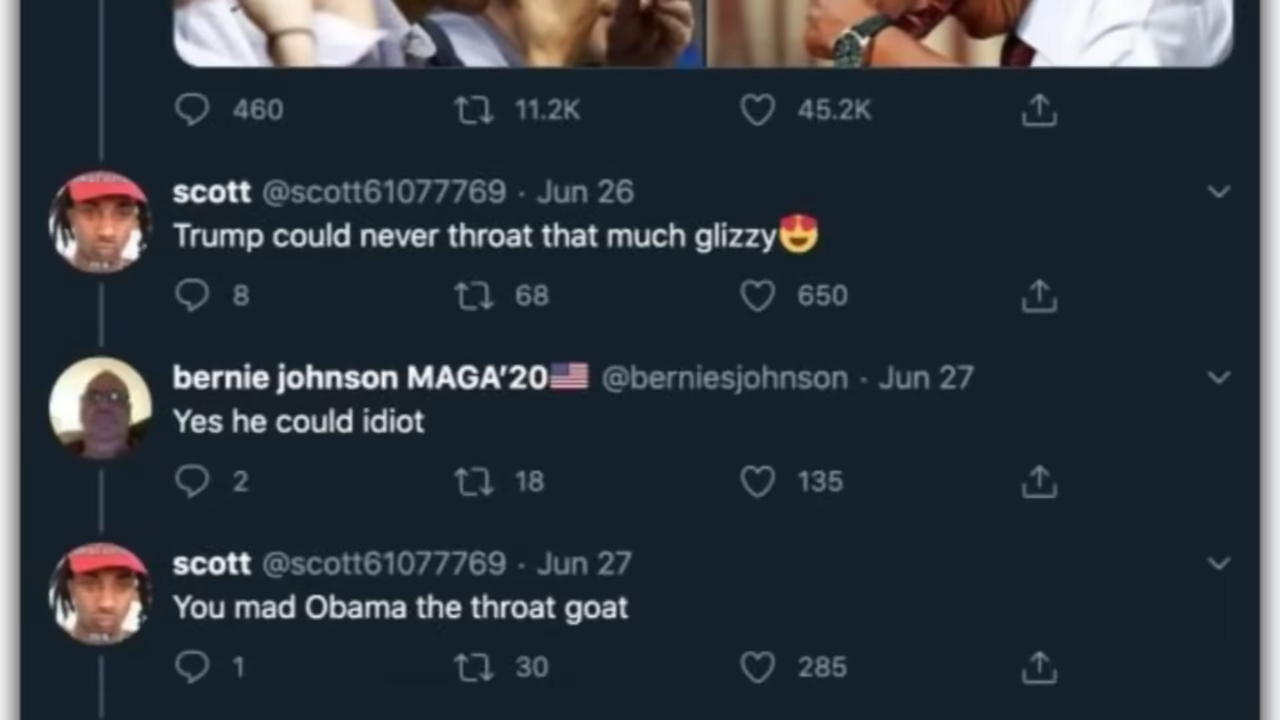 460 11.2K 45.2K
scott @scott61077769 · Jun 26
Trump could never throat that much glizzy😍
8 68 650
bernie johnson MAGA'20🇺🇸 @berniesjohnson · Jun 27
Yes he could idiot
2 18 135
scott @scott61077769 · Jun 27
You mad Obama the throat goat
1 30 285